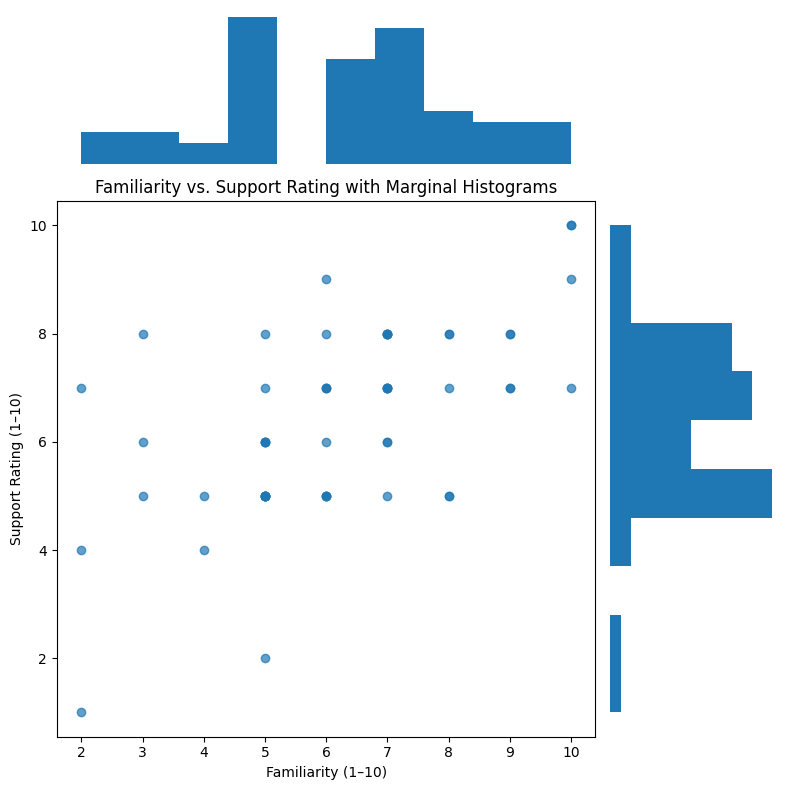 Familiarity vs. Support Rating with Marginal Histograms
10
8
6
4
2
Support Rating (1–10)
2 3 4 5 6 7 8 9 10
Familiarity (1–10)